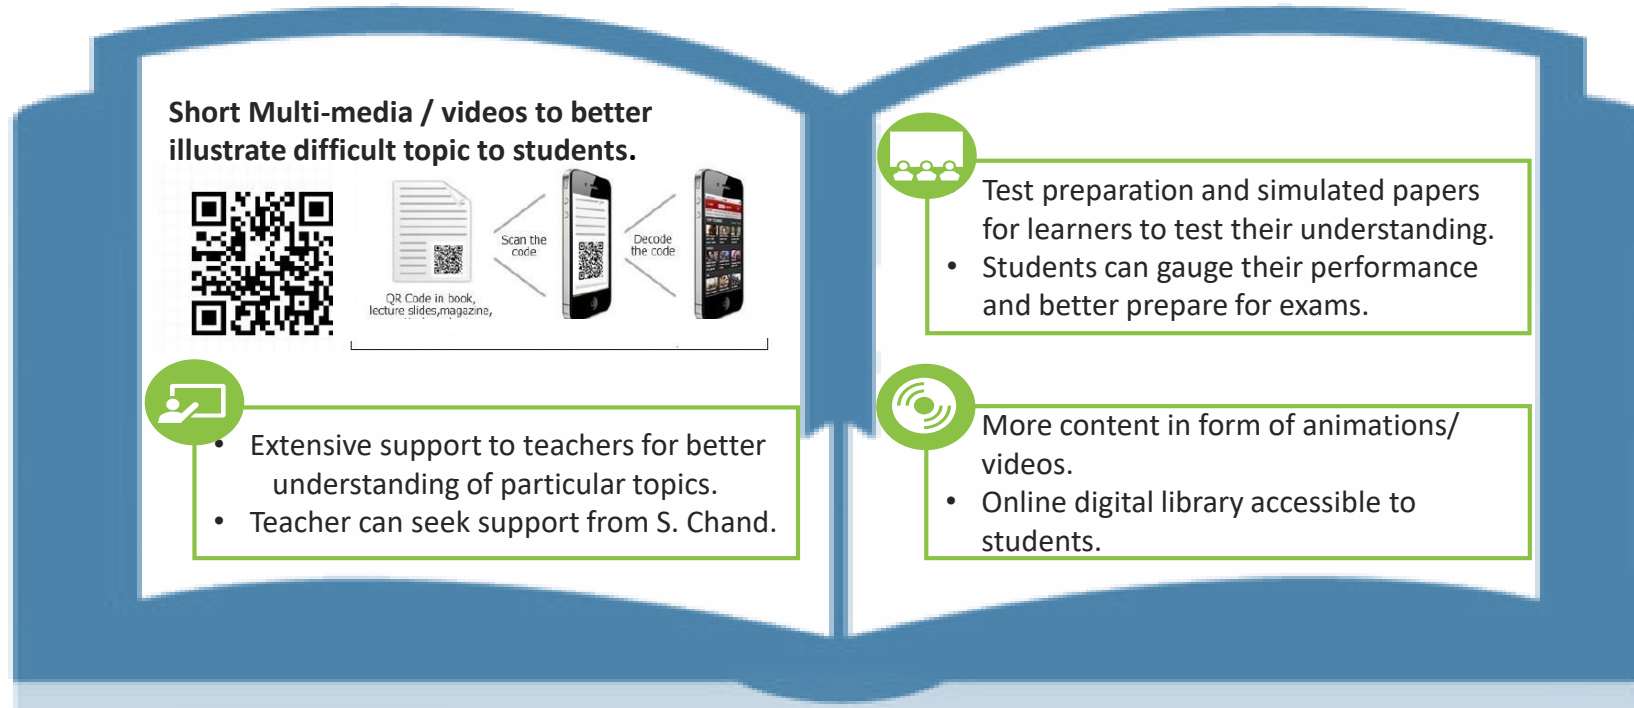 Short Multi-media / videos to better
illustrate difficult topic to students.
Scan the
code
Decode
the code
QR Code in book,
lecture slides,magazine,
• Extensive support to teachers for better
understanding of particular topics.
• Teacher can seek support from S. Chand.
Test preparation and simulated papers
for learners to test their understanding.
• Students can gauge their performance
and better prepare for exams.
More content in form of animations/
videos.
• Online digital library accessible to
students.